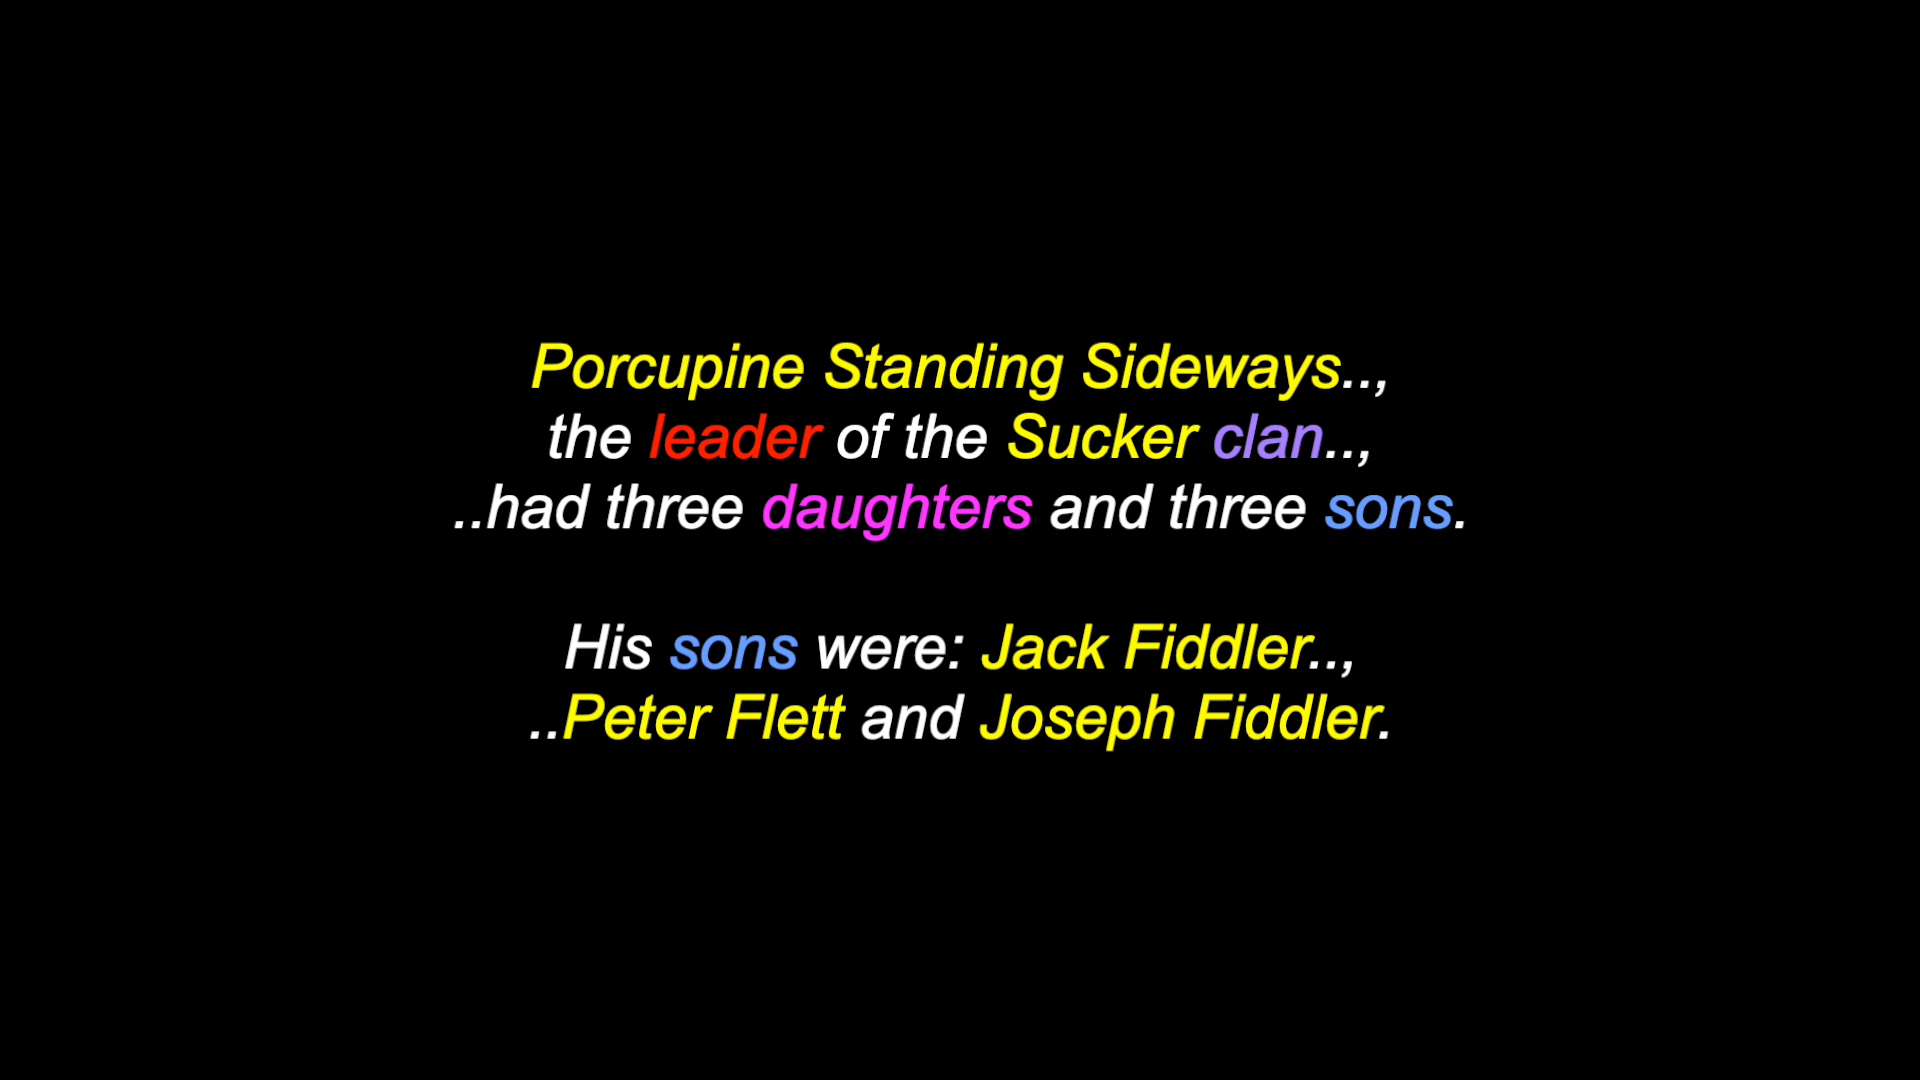 Porcupine Standing Sideways..,
the leader of the Sucker clan..,
..had three daughters and three sons.
His sons were: Jack Fiddler..,
..Peter Flett and Joseph Fiddler.